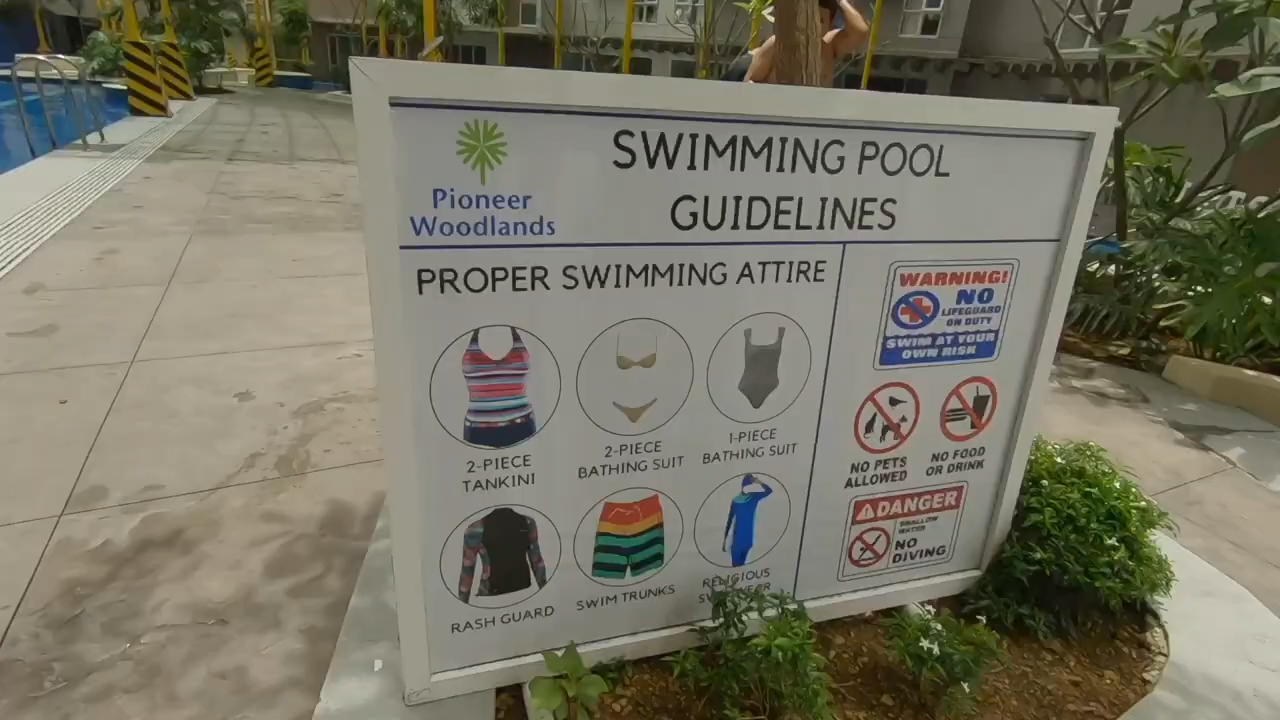 Pioneer
Woodlands
SWIMMING POOL
GUIDELINES
PROPER SWIMMING ATTIRE
2-PIECE
TANKINI
2-PIECE
BATHING SUIT
1-PIECE
BATHING SUIT
RASH GUARD
SWIM TRUNKS
RELIGIOUS
SWIMWEAR
WARNING!
NO
LIFEGUARD
ON DUTY
SWIM AT YOUR
OWN RISK
NO PETS
ALLOWED
NO FOOD
OR DRINK
DANGER
SHALLOW
WATER
NO
DIVING